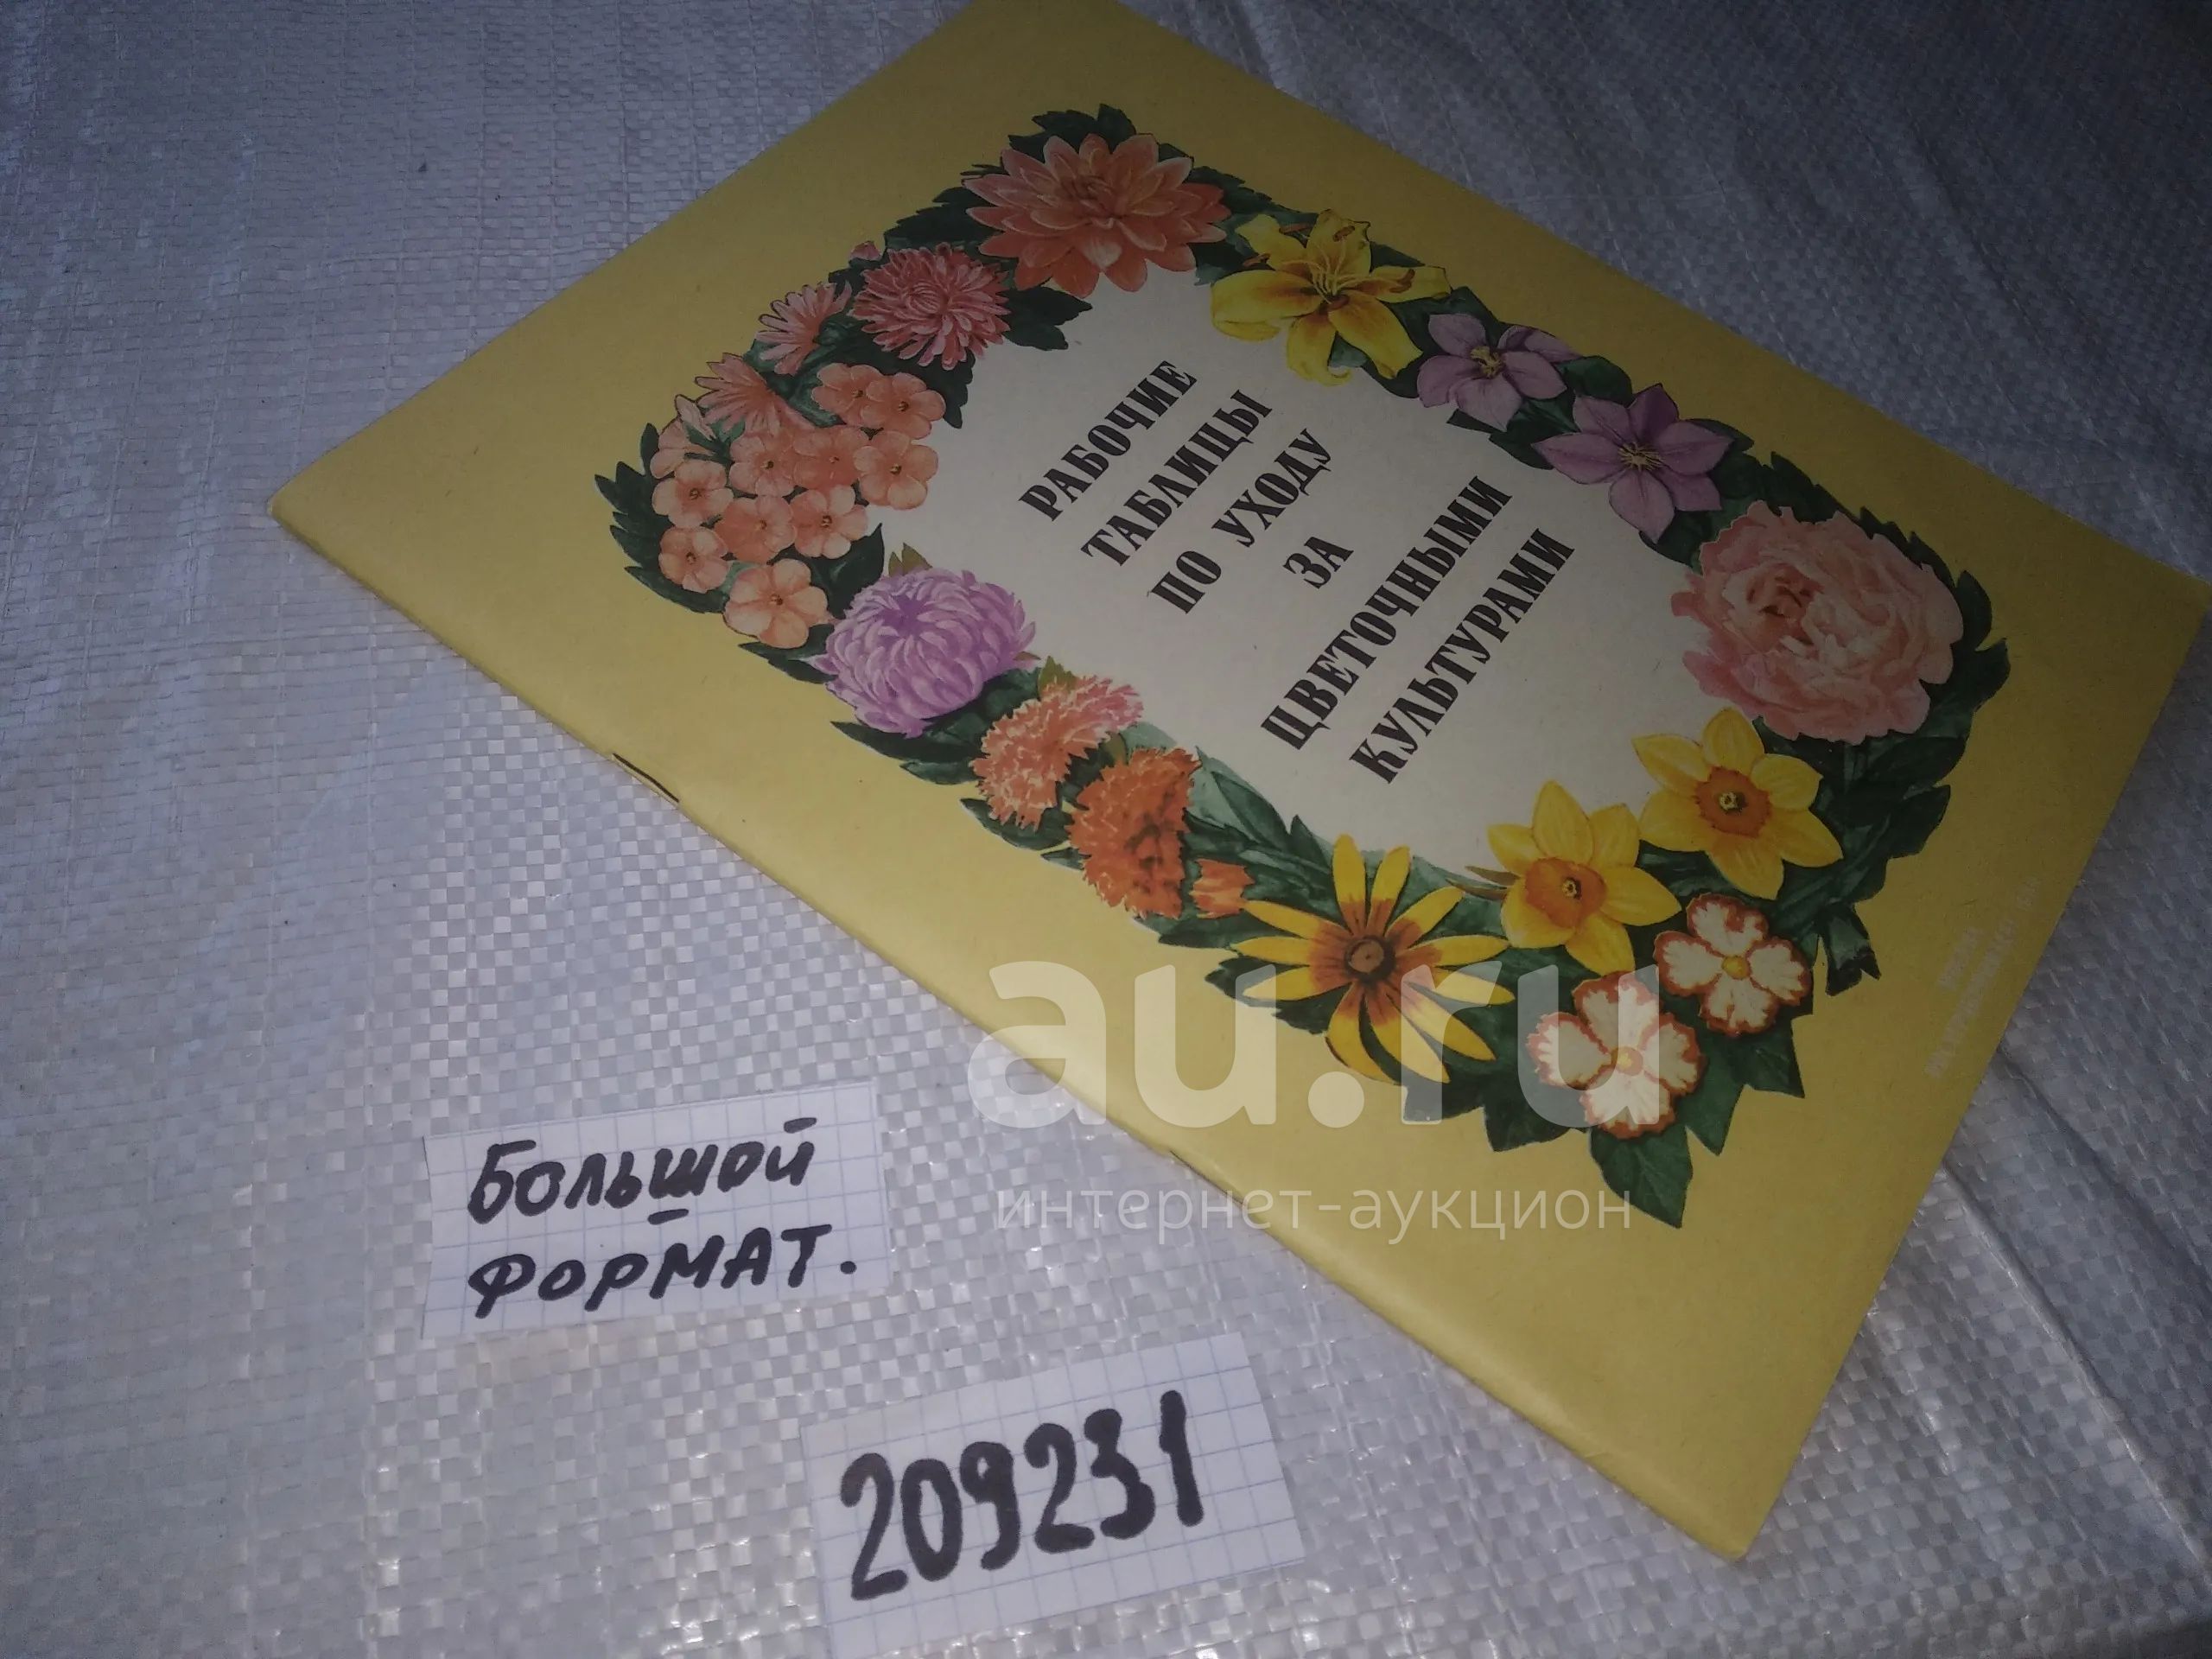 РАБОЧИЕ
ТАБЛИЦЫ
ПО УХОДУ
ЗА
ЦВЕТОЧНЫМИ
КУЛЬТУРАМИ
au.ru
интернет-аукцион
БОЛЬШОЙ
ФОРМАТ.
209231